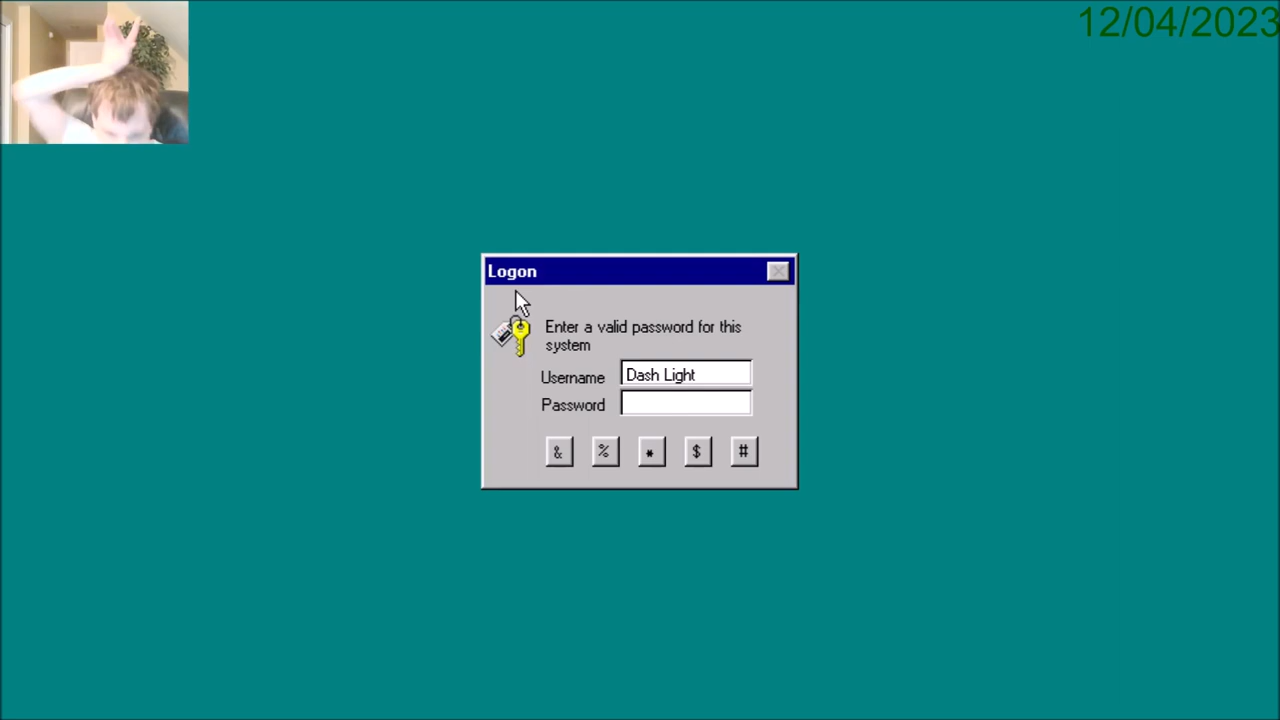 12/04/2023
Logon
Enter a valid password for this
system
Username Dash Light
Password
& % * $ #